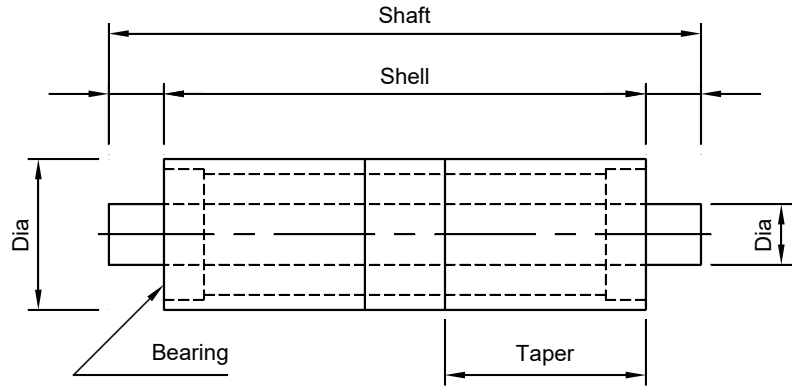 Shaft
Shell
Dia
Dia
Bearing
Taper